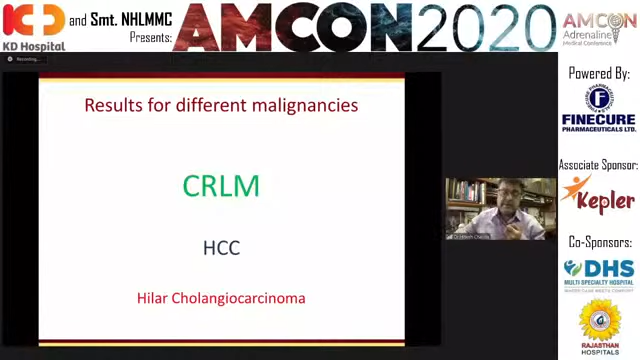 KD Hospital
and Smt. NHLMMC
Presents:
AMCON2020
AMCON
Adrenaline
Medical Conference
Recording...
Results for different malignancies
CRLM
HCC
Hilar Cholangiocarcinoma
Powered By:
FINECURE
PHARMACEUTICALS LTD.
Associate Sponsor:
Kepler
Co-Sponsors:
DHS
MULTI SPECIALITY HOSPITAL
RAJASTHAN
HOSPITALS